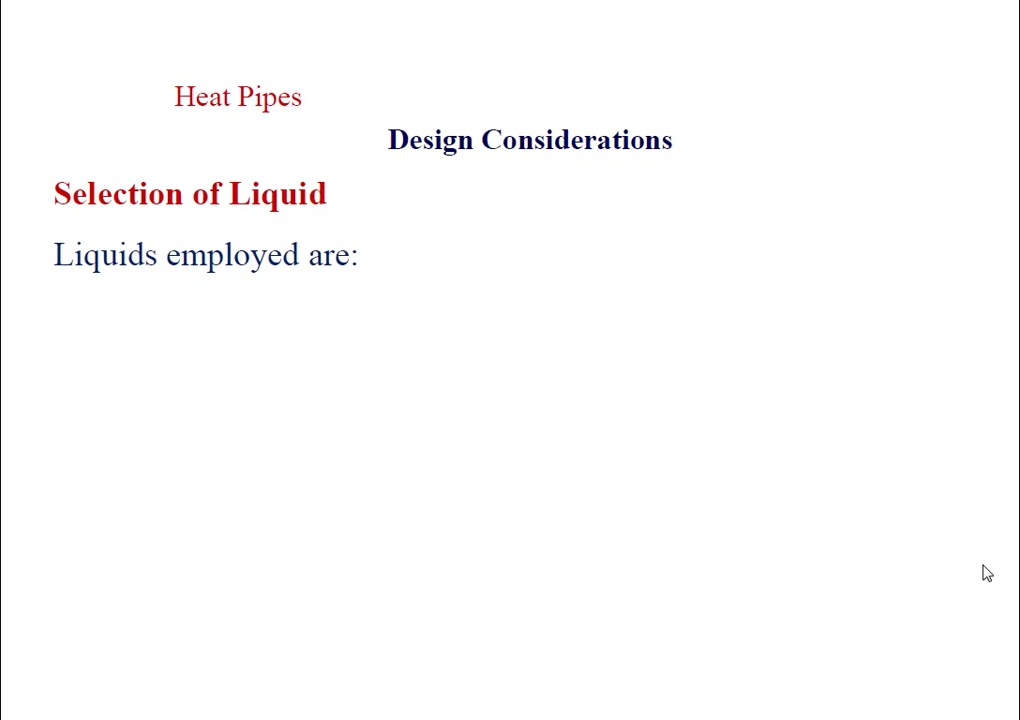 Heat Pipes
Design Considerations
Selection of Liquid
Liquids employed are: